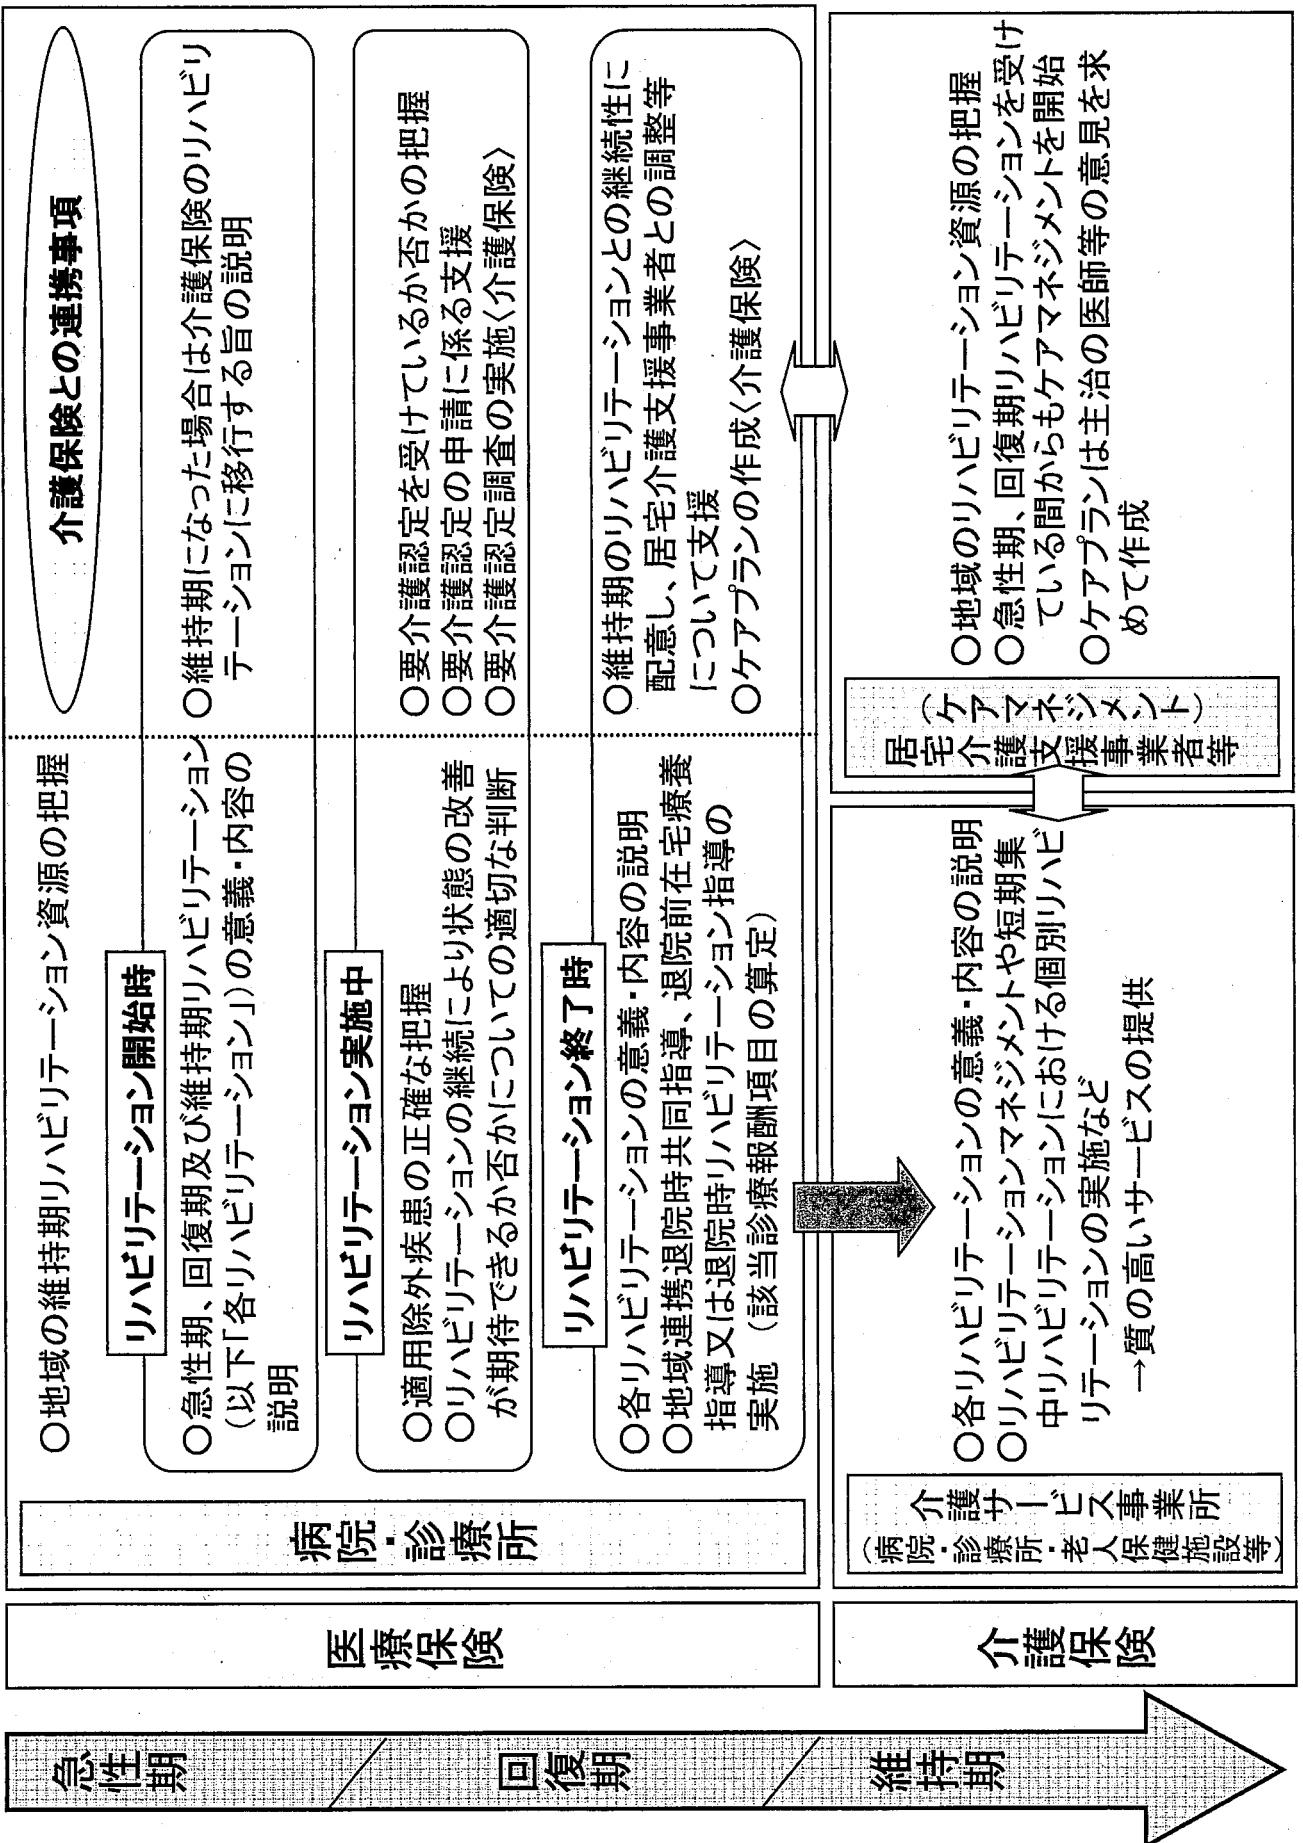 急性期
回復期
維持期
医療保険
介護保険
病院・診療所
○地域の維持期リハビリテーション資源の把握
介護保険との連携事項
リハビリテーション開始時
○急性期、回復期及び維持期リハビリテーション
(以下「各リハビリテーション」)の意義・内容の
説明
○維持期になった場合は介護保険のリハビリ
テーションに移行する旨の説明
リハビリテーション実施中
○適用除外疾患の正確な把握
○リハビリテーションの継続により状態の改善
が期待できるか否かについての適切な判断
○要介護認定を受けているか否かの把握
○要介護認定の申請に係る支援
○要介護認定調査の実施〈介護保険〉
リハビリテーション終了時
○各リハビリテーションの意義・内容の説明
○地域連携退院時共同指導、退院前在宅療養
指導又は退院時リハビリテーション指導の
実施 (該当診療報酬項目の算定)
○維持期のリハビリテーションとの継続性に
配意し、居宅介護支援事業者との調整等
について支援
○ケアプランの作成〈介護保険〉
介護サービス事業所
(病院・診療所・老人保健施設等)
○各リハビリテーションの意義・内容の説明
○リハビリテーションマネジメントや短期集
中リハビリテーションにおける個別リハビ
リテーションの実施など
→質の高いサービスの提供
居宅介護支援事業者等
(ケアマネジメント)
○地域のリハビリテーション資源の把握
○急性期、回復期リハビリテーションを受け
ている間からもケアマネジメントを開始
○ケアプランは主治の医師等の意見を求
めて作成